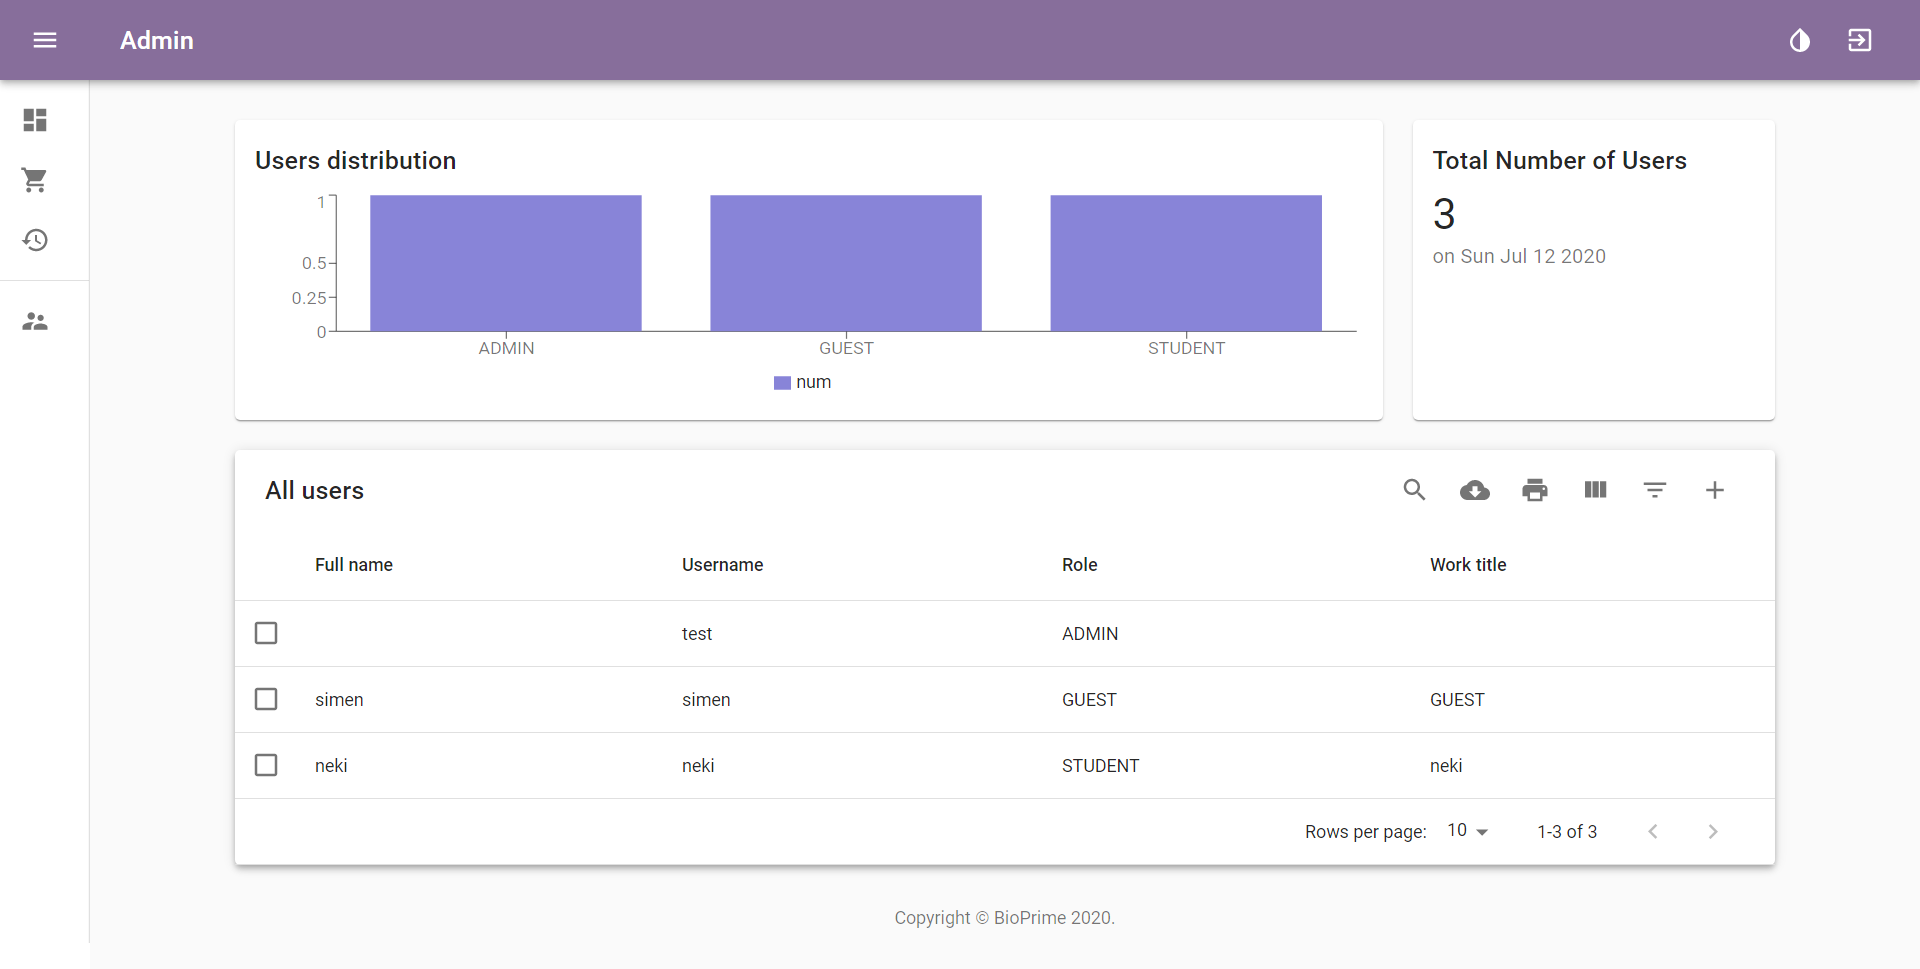 Admin
Users distribution
1
0.5
0.25
0
ADMIN GUEST STUDENT
num
Total Number of Users
3
on Sun Jul 12 2020
All users
Full name Username Role Work title
test ADMIN
simen simen GUEST GUEST
neki neki STUDENT neki
Rows per page: 10 1-3 of 3
Copyright © BioPrime 2020.